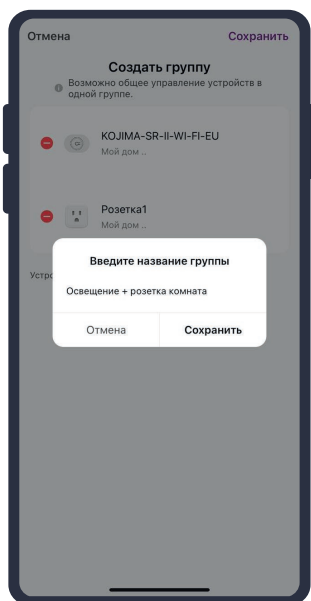 Отмена Сохранить
Создать группу
Возможно общее управление устройств в
одной группе.
KOJIMA-SR-II-WI-FI-EU
Мой дом ..
Розетка1
Мой дом ..
Введите название группы
Устро
Освещение + розетка комната
Отмена Сохранить